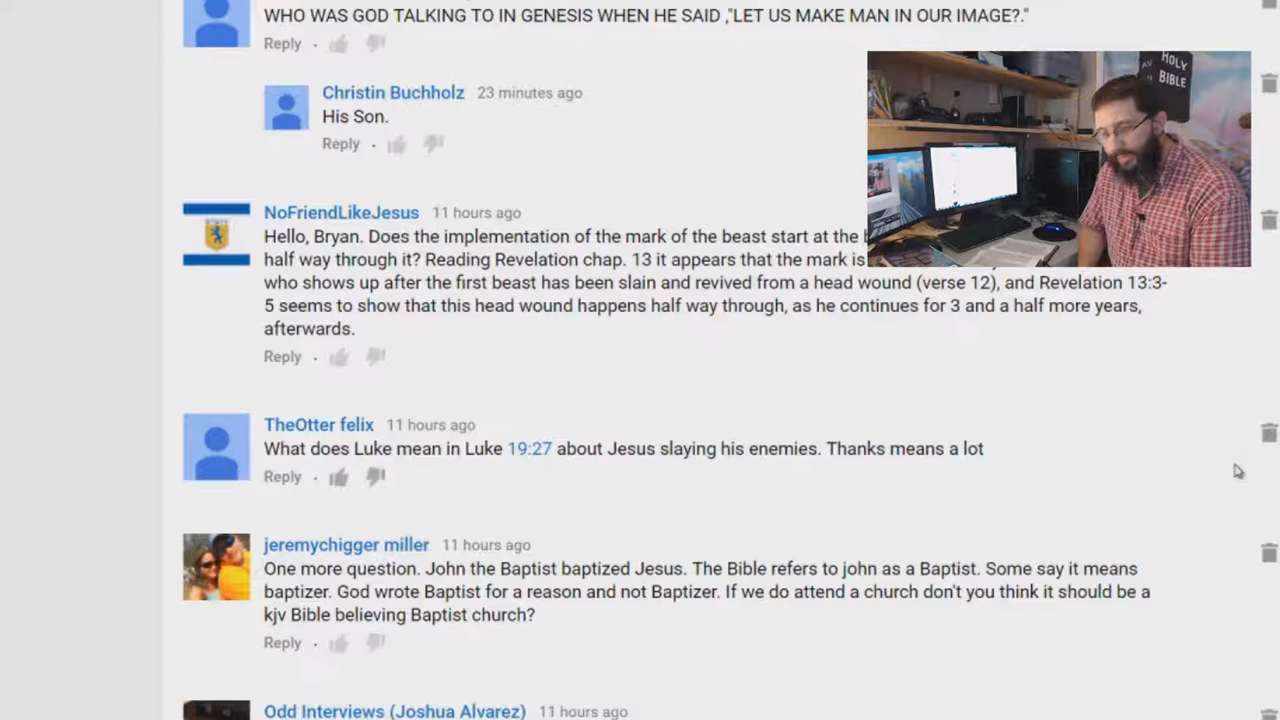 WHO WAS GOD TALKING TO IN GENESIS WHEN HE SAID ,"LET US MAKE MAN IN OUR IMAGE?."
Reply
HOLY
BIBLE
AV
Christin Buchholz 23 minutes ago
His Son.
Reply
NoFriendLikeJesus 11 hours ago
Hello, Bryan. Does the implementation of the mark of the beast start at the
half way through it? Reading Revelation chap. 13 it appears that the mark is
who shows up after the first beast has been slain and revived from a head wound (verse 12), and Revelation 13:3-
5 seems to show that this head wound happens half way through, as he continues for 3 and a half more years,
afterwards.
Reply
TheOtter felix 11 hours ago
What does Luke mean in Luke 19:27 about Jesus slaying his enemies. Thanks means a lot
Reply
jeremychigger miller 11 hours ago
One more question. John the Baptist baptized Jesus. The Bible refers to john as a Baptist. Some say it means
baptizer. God wrote Baptist for a reason and not Baptizer. If we do attend a church don't you think it should be a
kjv Bible believing Baptist church?
Reply
Odd Interviews (Joshua Alvarez) 11 hours ago